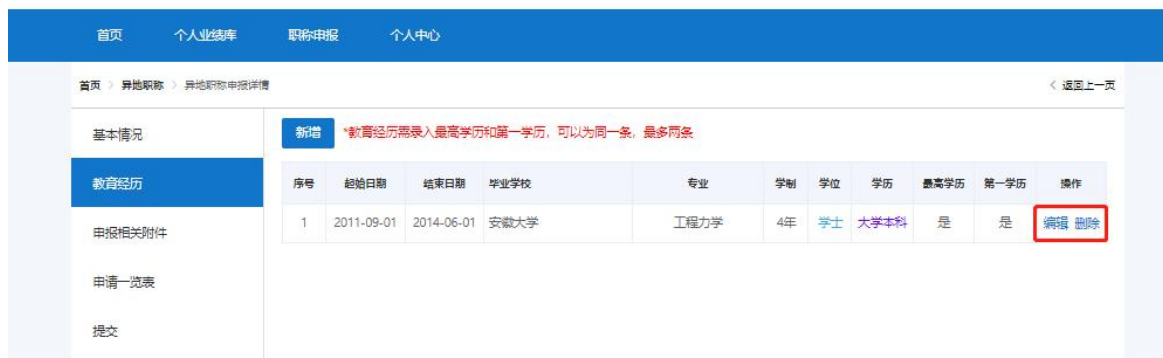 首页 个人业绩库 职称申报 个人中心
首页 > 异地职称 > 异地职称申报详情 < 返回上一页
基本情况
新增 *教育经历需录入最高学历和第一学历，可以为同一条，最多两条
教育经历
序号 起始日期 结束日期 毕业学校 专业 学制 学位 学历 最高学历 第一学历 操作
1 2011-09-01 2014-06-01 安徽大学 工程力学 4年 学士 大学本科 是 是 编辑 删除
申报相关附件
申请一览表
提交